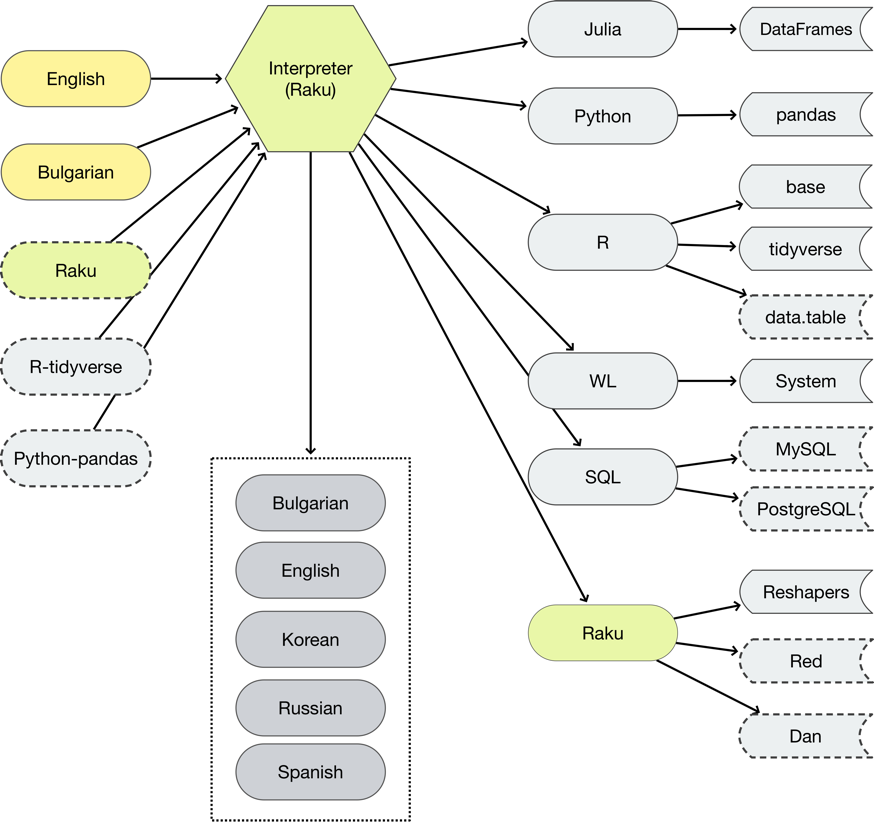 English
Bulgarian
Raku
R-tidyverse
Python-pandas
Interpreter
(Raku)
Bulgarian
English
Korean
Russian
Spanish
Julia
DataFrames
Python
pandas
R
base
tidyverse
data.table
WL
System
SQL
MySQL
PostgreSQL
Raku
Reshapers
Red
Dan